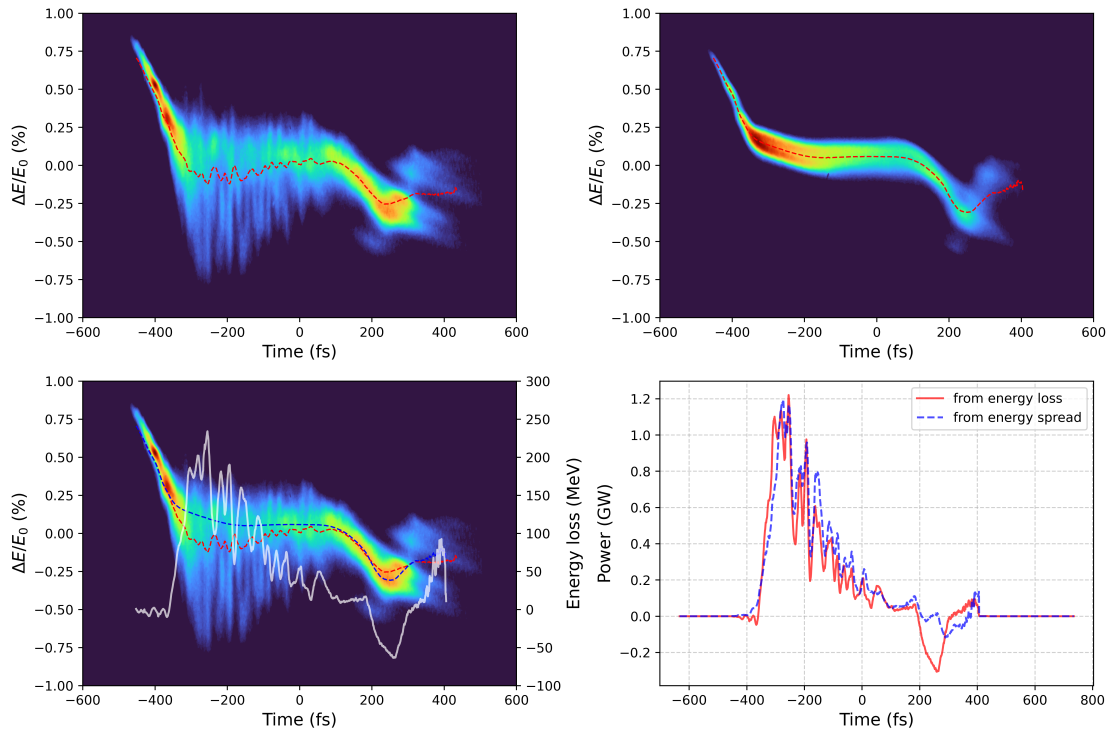 1.00
0.75
0.50
0.25
0.00
−0.25
−0.50
−0.75
−1.00
ΔE/E₀ (%)
−600 −400 −200 0 200 400 600
Time (fs)
1.00
0.75
0.50
0.25
0.00
−0.25
−0.50
−0.75
−1.00
ΔE/E₀ (%)
−600 −400 −200 0 200 400 600
Time (fs)
1.00
0.75
0.50
0.25
0.00
−0.25
−0.50
−0.75
−1.00
ΔE/E₀ (%)
−600 −400 −200 0 200 400 600
Time (fs)
300
250
200
150
100
50
0
−50
−100
Energy loss (MeV)
1.2
1.0
0.8
0.6
0.4
0.2
0.0
−0.2
Power (GW)
from energy loss
from energy spread
−600 −400 −200 0 200 400 600 800
Time (fs)